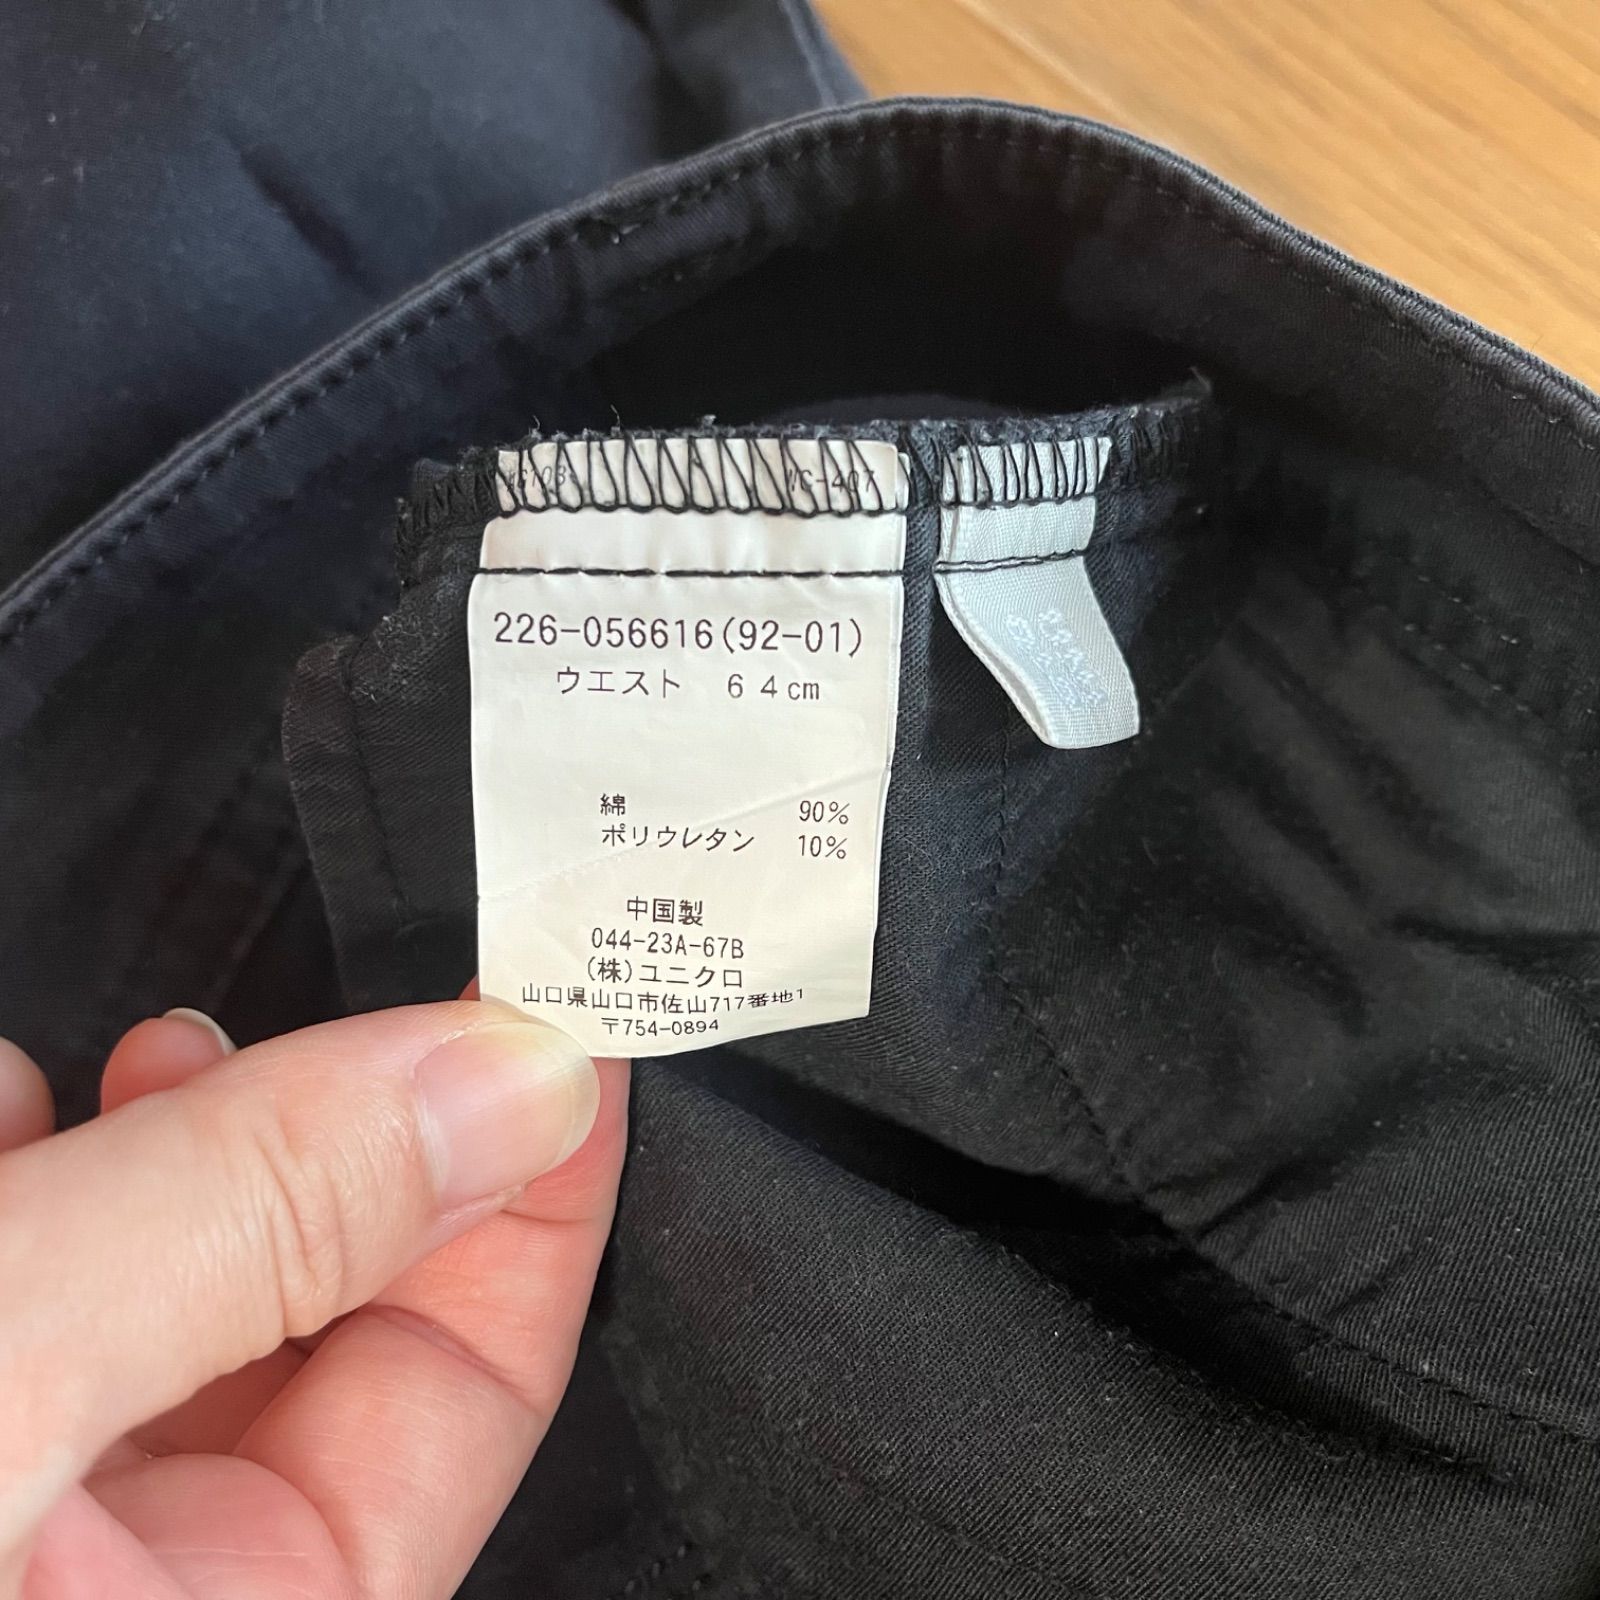 226-056616(92-01)
ウエスト 64cm
綿 90%
ポリウレタン 10%
中国製
044-23A-67B
(株)ユニクロ
山口県山口市佐山717番地1
〒754-0894